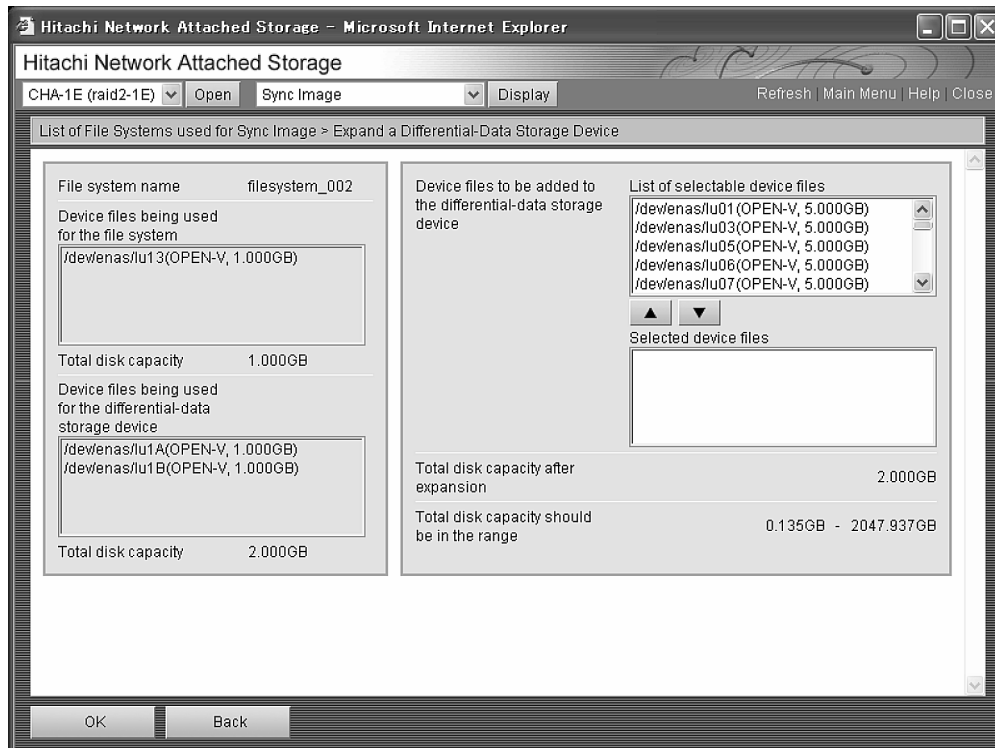 Hitachi Network Attached Storage - Microsoft Internet Explorer
Hitachi Network Attached Storage
CHA-1E (raid2-1E) Open Sync Image Display Refresh | Main Menu | Help | Close
List of File Systems used for Sync Image > Expand a Differential-Data Storage Device
File system name filesystem_002
Device files being used
for the file system
/dev/enas/lu13(OPEN-V, 1.000GB)
Total disk capacity 1.000GB
Device files being used
for the differential-data
storage device
/dev/enas/lu1A(OPEN-V, 1.000GB)
/dev/enas/lu1B(OPEN-V, 1.000GB)
Total disk capacity 2.000GB
Device files to be added to
the differential-data storage
device
List of selectable device files
/dev/enas/lu01(OPEN-V, 5.000GB)
/dev/enas/lu03(OPEN-V, 5.000GB)
/dev/enas/lu05(OPEN-V, 5.000GB)
/dev/enas/lu06(OPEN-V, 5.000GB)
/dev/enas/lu07(OPEN-V, 5.000GB)
Selected device files
Total disk capacity after
expansion
2.000GB
Total disk capacity should
be in the range
0.135GB - 2047.937GB
OK Back